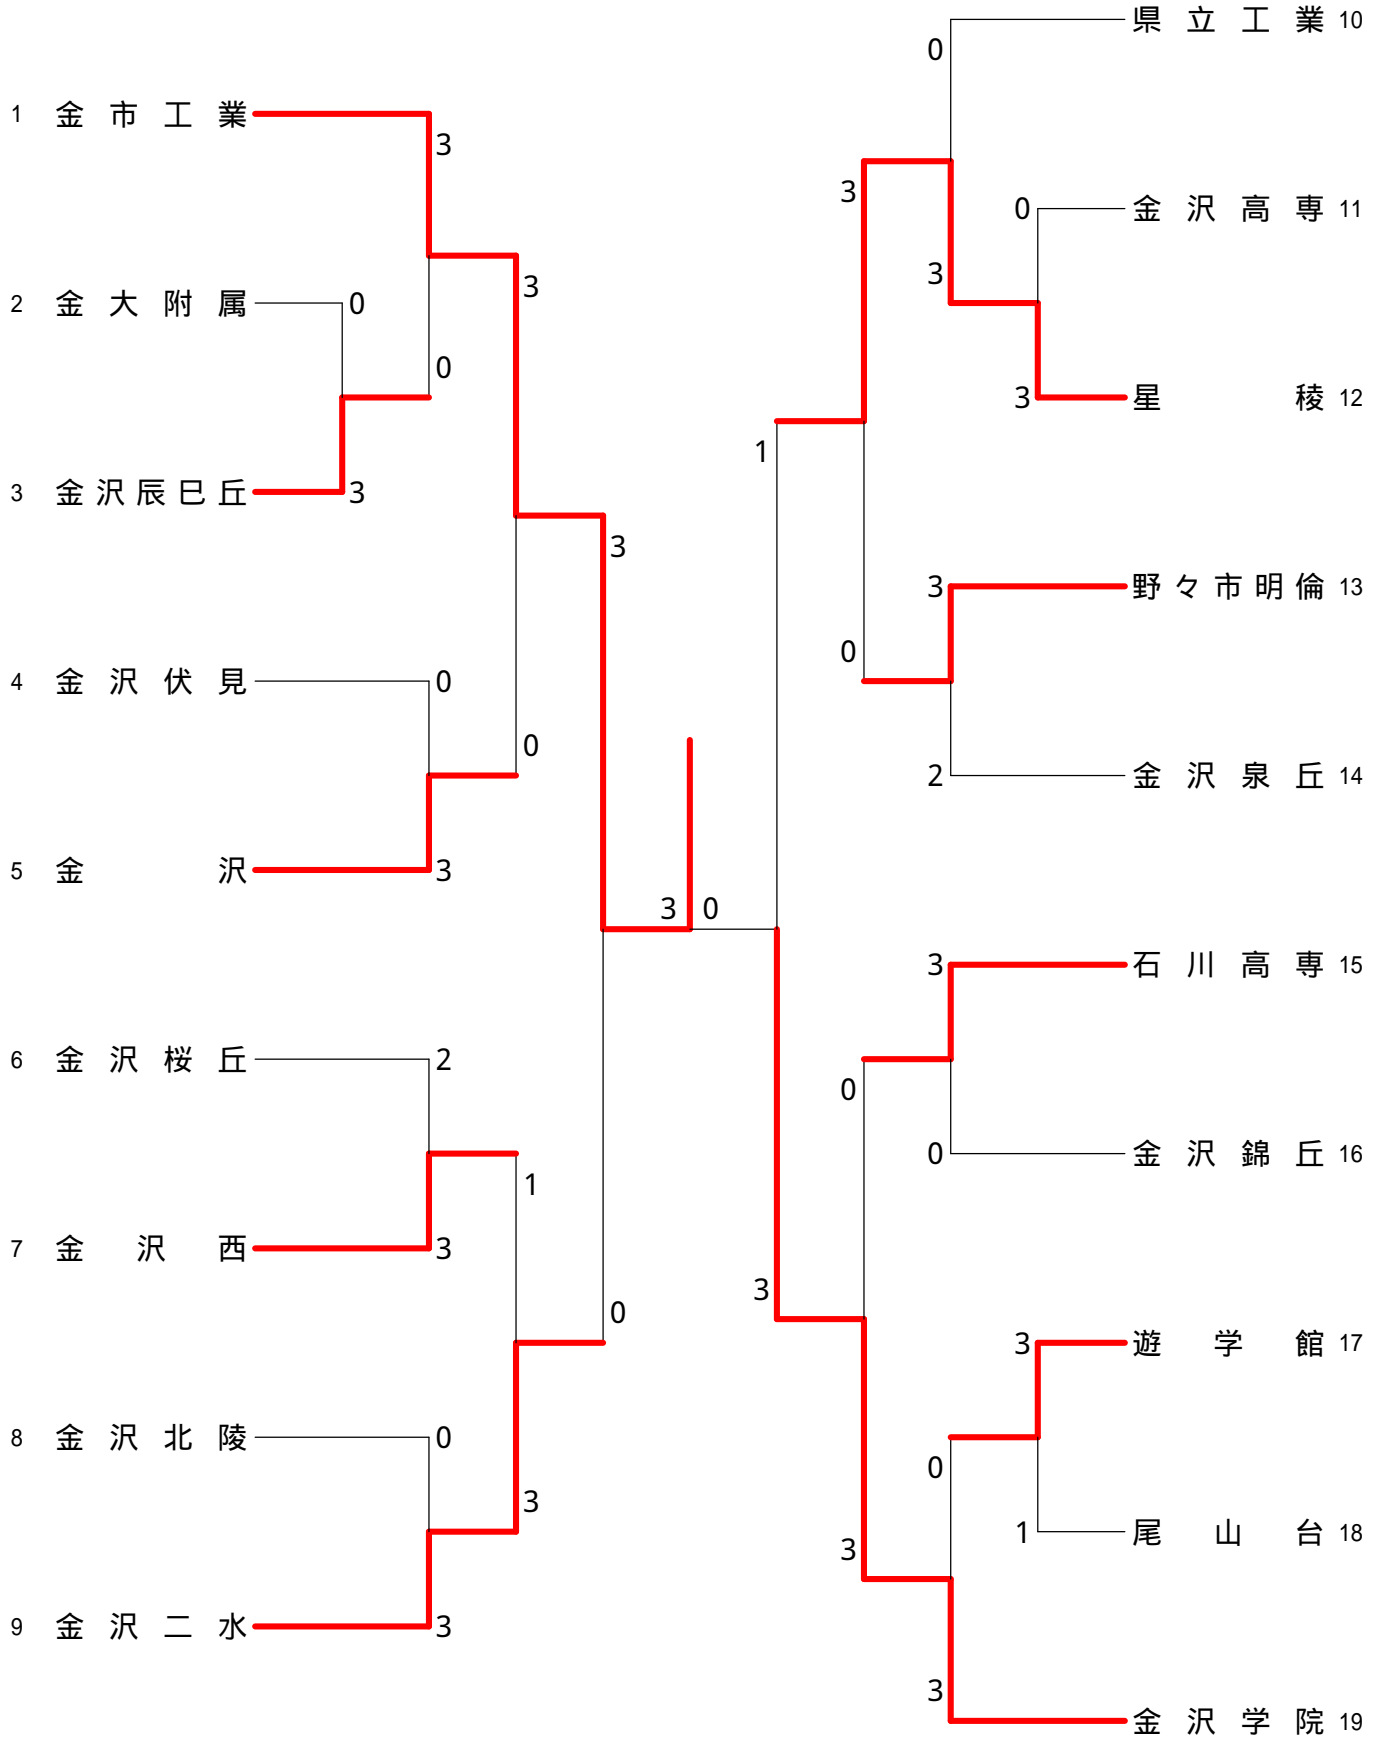 1 金市工業
2 金大附属
3 金沢辰巳丘
4 金沢伏見
5 金沢
6 金沢桜丘
7 金沢西
8 金沢北陵
9 金沢二水
3
0
0
3
3
0
0
3
3
2
1
3
0
0
3
3
3 0
1
3
3
0
0
3
0
3
3
2
0
3
0
3
3
0
3
1
3
県立工業 10
金沢高専 11
星稜 12
野々市明倫 13
金沢泉丘 14
石川高専 15
金沢錦丘 16
遊学館 17
尾山台 18
金沢学院 19